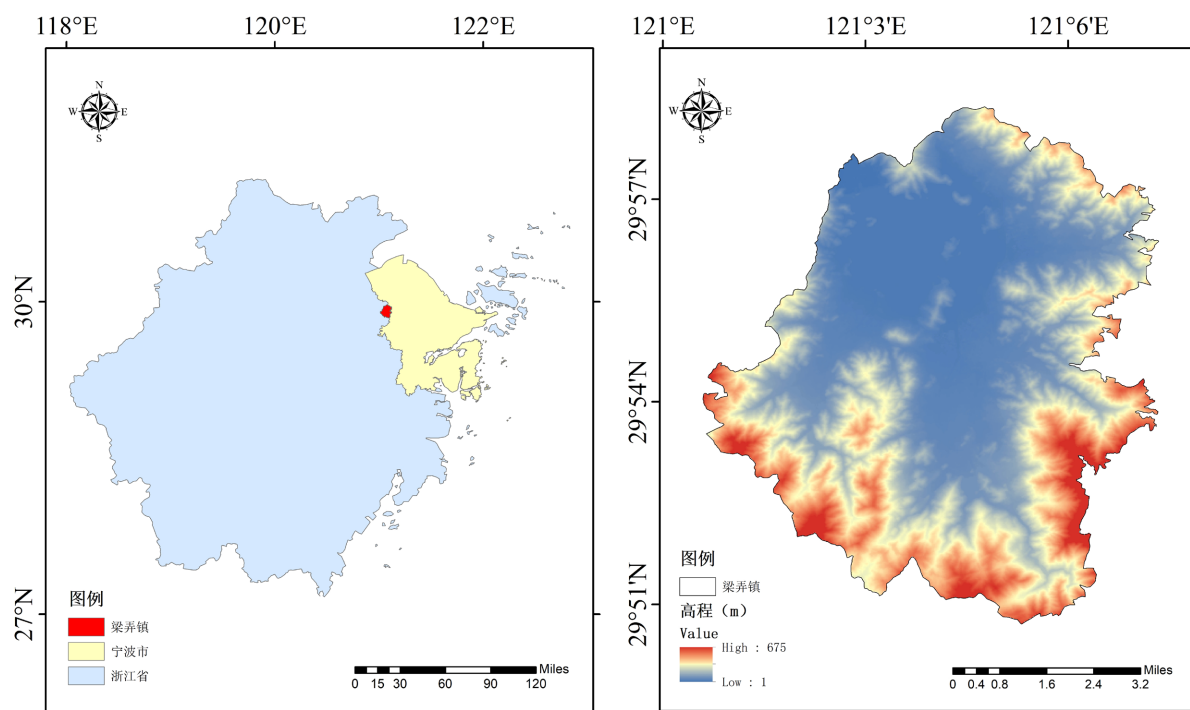 118°E 120°E 122°E
N
W E
S
30°N
27°N
图例
梁弄镇
宁波市
浙江省
Miles
0 15 30 60 90 120
121°E 121°3'E 121°6'E
N
W E
S
29°57'N
29°54'N
29°51'N
图例
梁弄镇
高程（m）
Value
High : 675
Low : 1
Miles
0 0.4 0.8 1.6 2.4 3.2